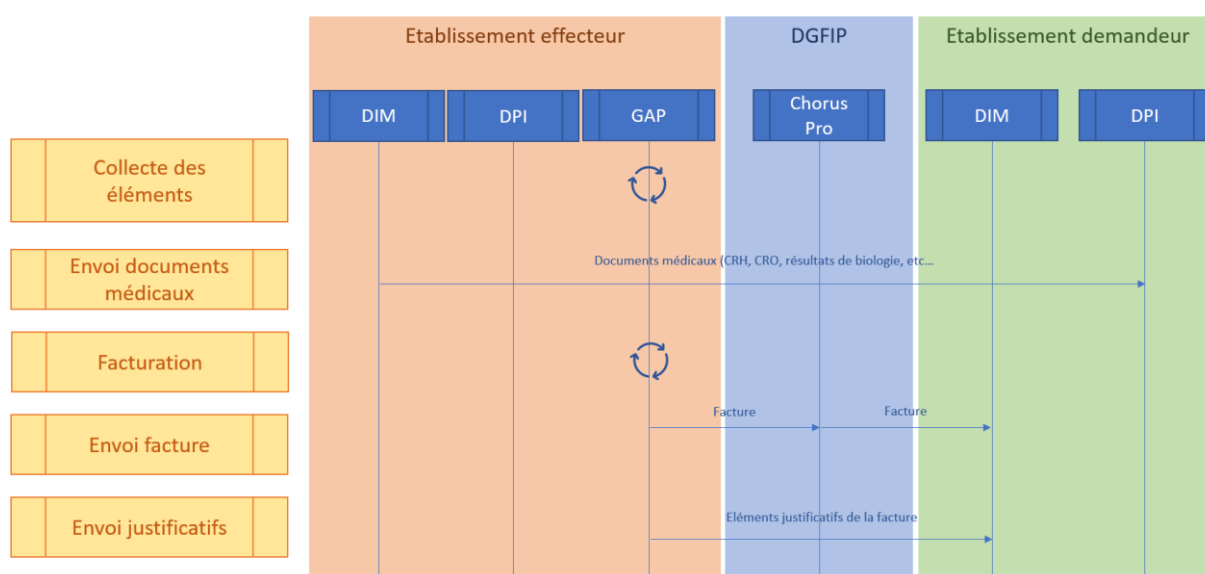 Etablissement effecteur
DGFIP
Etablissement demandeur
DIM
DPI
GAP
Chorus
Pro
DIM
DPI
Collecte des
éléments
Envoi documents
médicaux
Documents médicaux (CRH, CRO, résultats de biologie, etc…
Facturation
Envoi facture
Facture
Facture
Envoi justificatifs
Eléments justificatifs de la facture